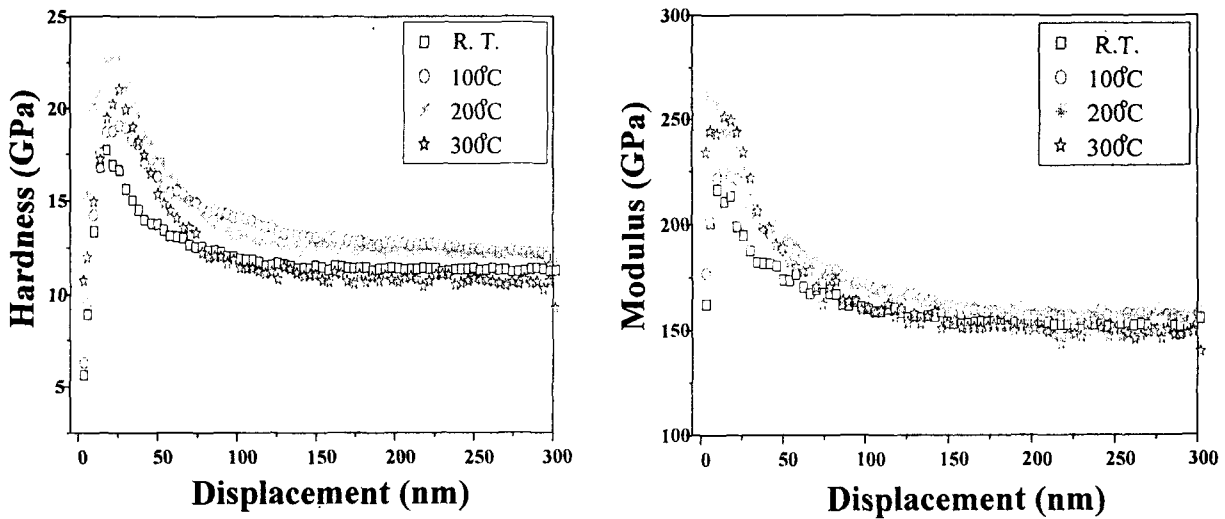 25
20
15
10
5
Hardness (GPa)
R. T.
100°C
200°C
300°C
0 50 100 150 200 250 300
Displacement (nm)
300
250
200
150
100
Modulus (GPa)
R.T.
100°C
200°C
300°C
0 50 100 150 200 250 300
Displacement (nm)